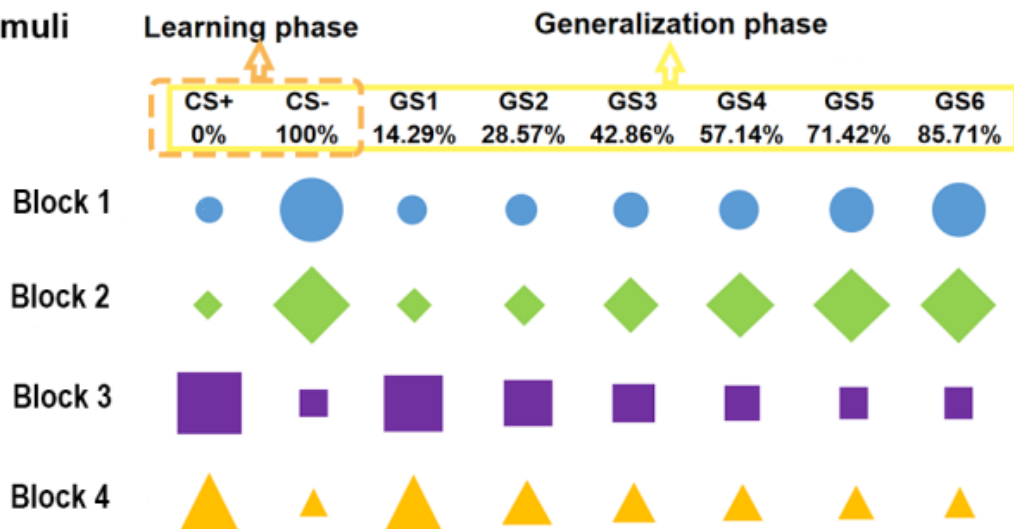 muli Learning phase Generalization phase
CS+ CS- GS1 GS2 GS3 GS4 GS5 GS6
0% 100% 14.29% 28.57% 42.86% 57.14% 71.42% 85.71%
Block 1
Block 2
Block 3
Block 4